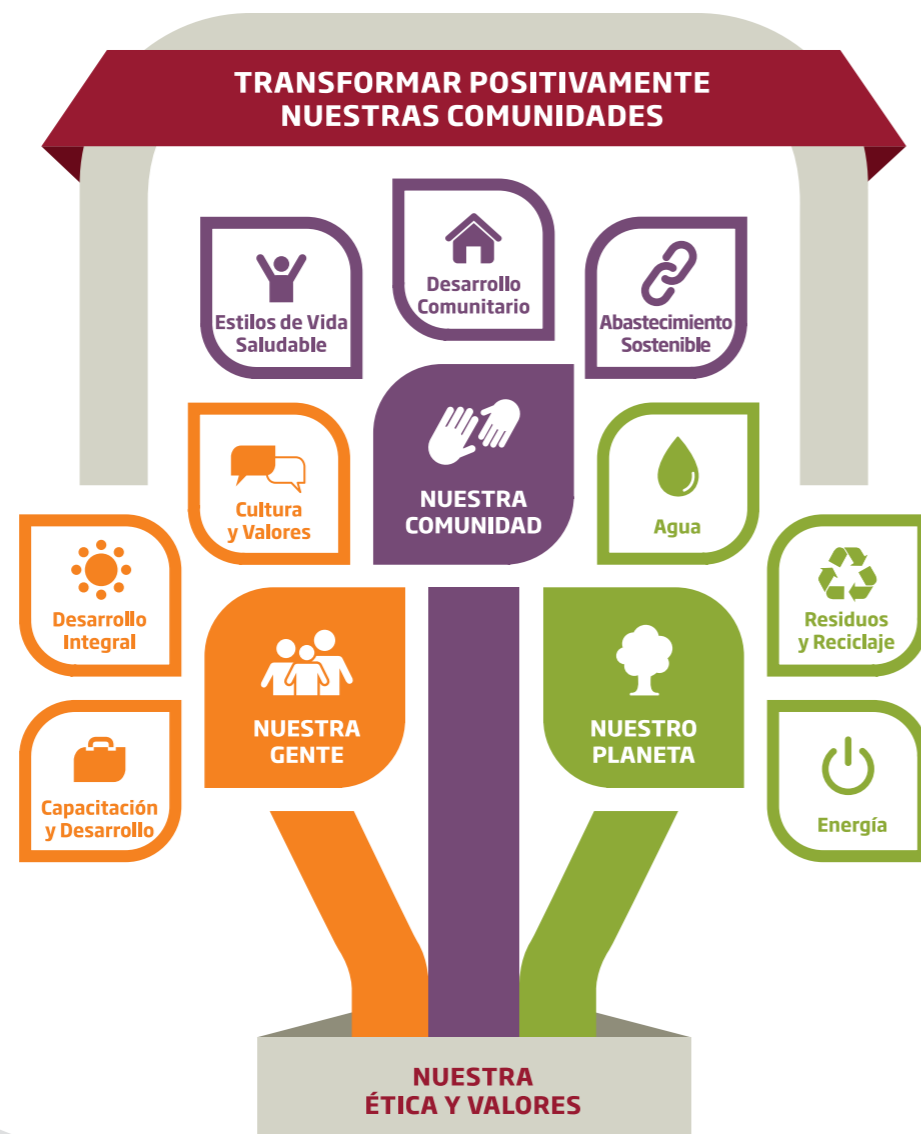 TRANSFORMAR POSITIVAMENTE
NUESTRAS COMUNIDADES
Estilos de Vida
Saludable
Desarrollo
Comunitario
Abastecimiento
Sostenible
NUESTRA
COMUNIDAD
Cultura
y Valores
Agua
Desarrollo
Integral
Residuos
y Reciclaje
NUESTRA
GENTE
NUESTRO
PLANETA
Capacitación
y Desarrollo
Energía
NUESTRA
ÉTICA Y VALORES